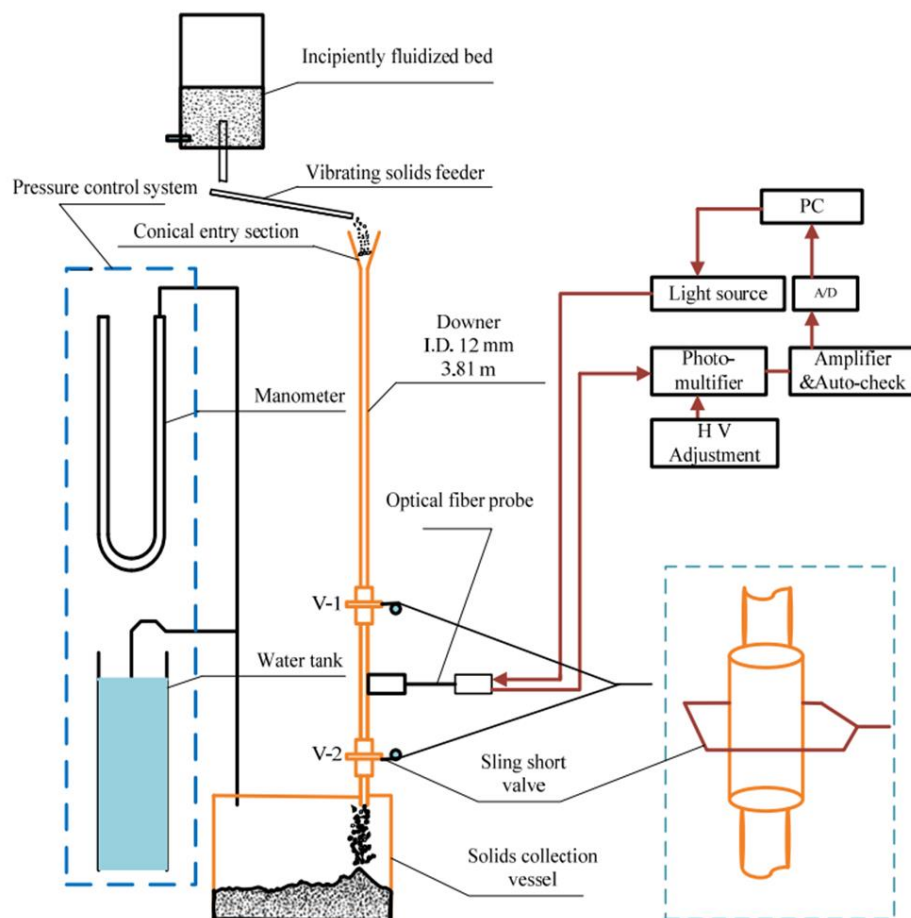 Incipiently fluidized bed
Vibrating solids feeder
Pressure control system
Conical entry section
PC
Light source
A/D
Downer
I.D. 12 mm
3.81 m
Photo-
multifier
Amplifier
&Auto-check
Manometer
H V
Adjustment
Optical fiber probe
V-1
Water tank
V-2
Sling short
valve
Solids collection
vessel